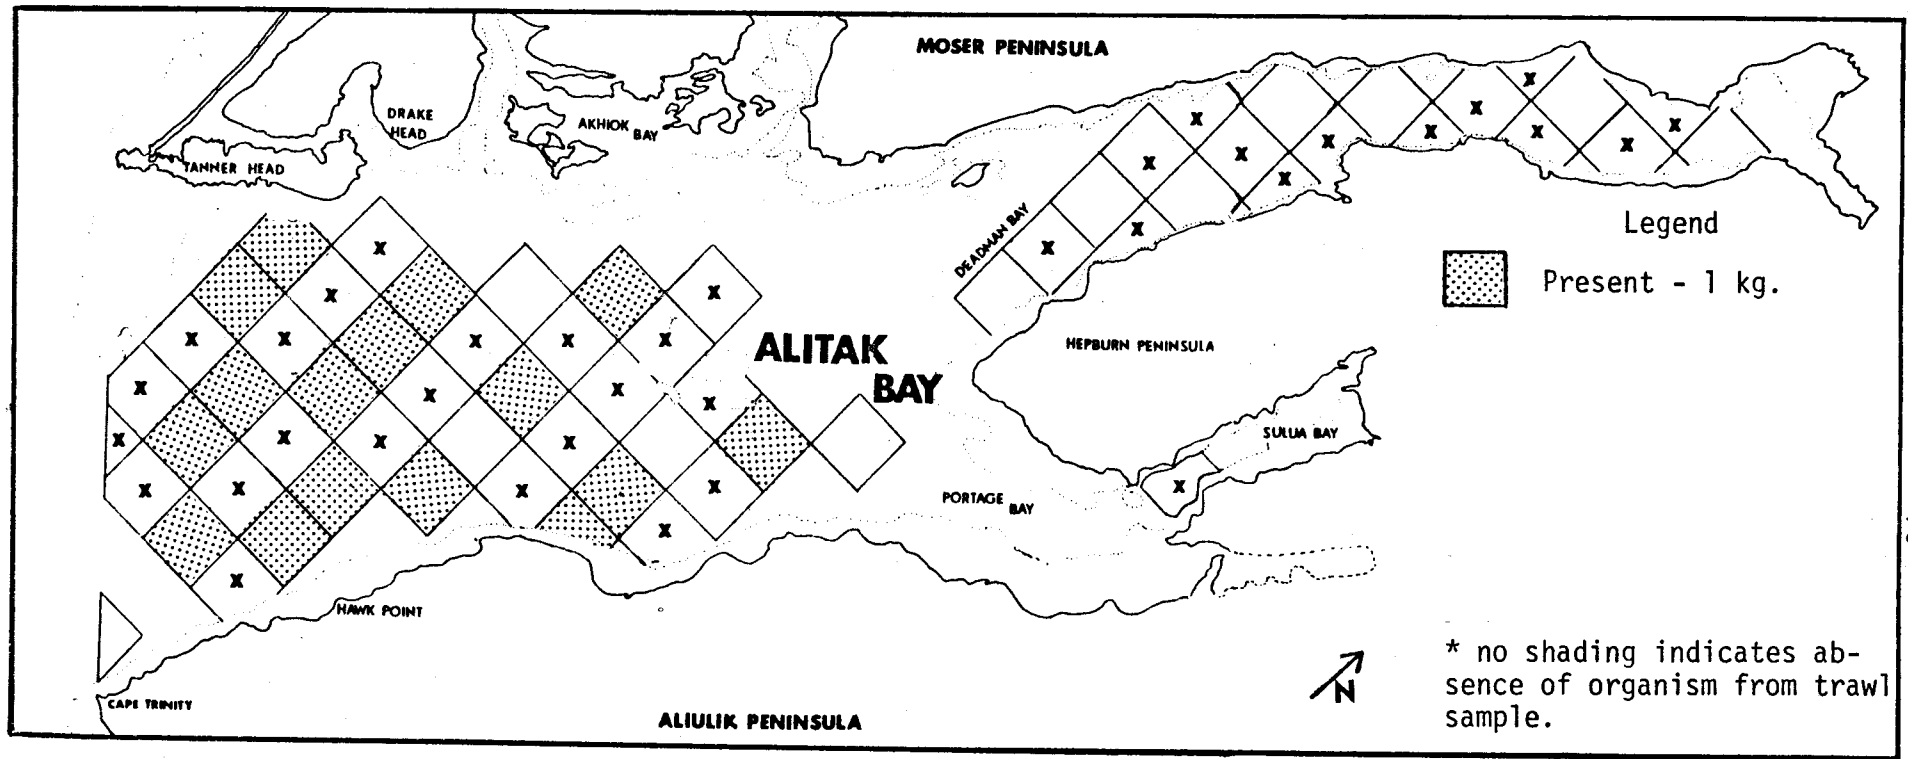 MOSER PENINSULA
DRAKE
HEAD
AKHIOK BAY
TANNER HEAD
DEADMAN BAY
Legend
Present - 1 kg.
ALITAK
BAY
HEPBURN PENINSULA
SULUA BAY
PORTAGE BAY
HAWK POINT
CAPE TRINITY
ALIULIK PENINSULA
N
* no shading indicates ab-
sence of organism from trawl
sample.
X X X X X X X X X X X X X X
X X X X X X X X X X X X X X X X X X X X X X X X
X